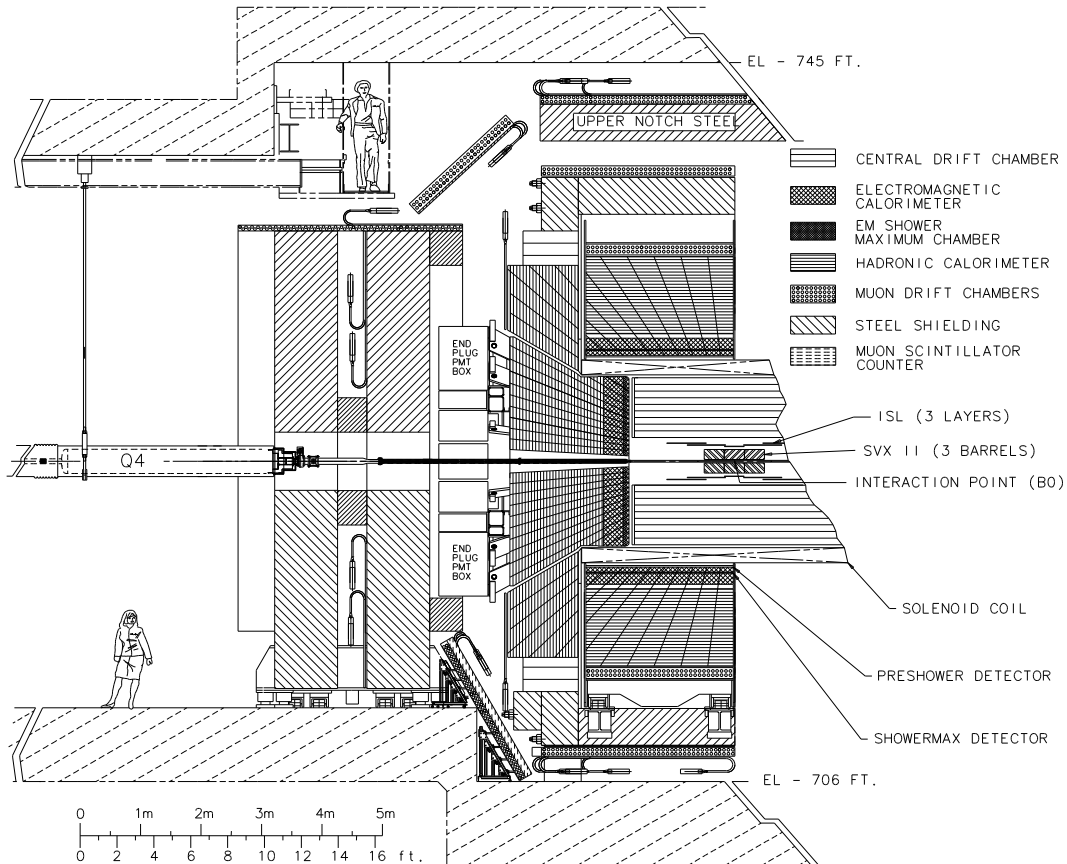 EL - 745 FT.
UPPER NOTCH STEEL
CENTRAL DRIFT CHAMBER
ELECTROMAGNETIC
CALORIMETER
EM SHOWER
MAXIMUM CHAMBER
HADRONIC CALORIMETER
MUON DRIFT CHAMBERS
STEEL SHIELDING
MUON SCINTILLATOR
COUNTER
END
PLUG
PMT
BOX
ISL (3 LAYERS)
SVX II (3 BARRELS)
INTERACTION POINT (B0)
Q4
END
PLUG
PMT
BOX
SOLENOID COIL
PRESHOWER DETECTOR
SHOWERMAX DETECTOR
EL - 706 FT.
0 1m 2m 3m 4m 5m
0 2 4 6 8 10 12 14 16 ft.